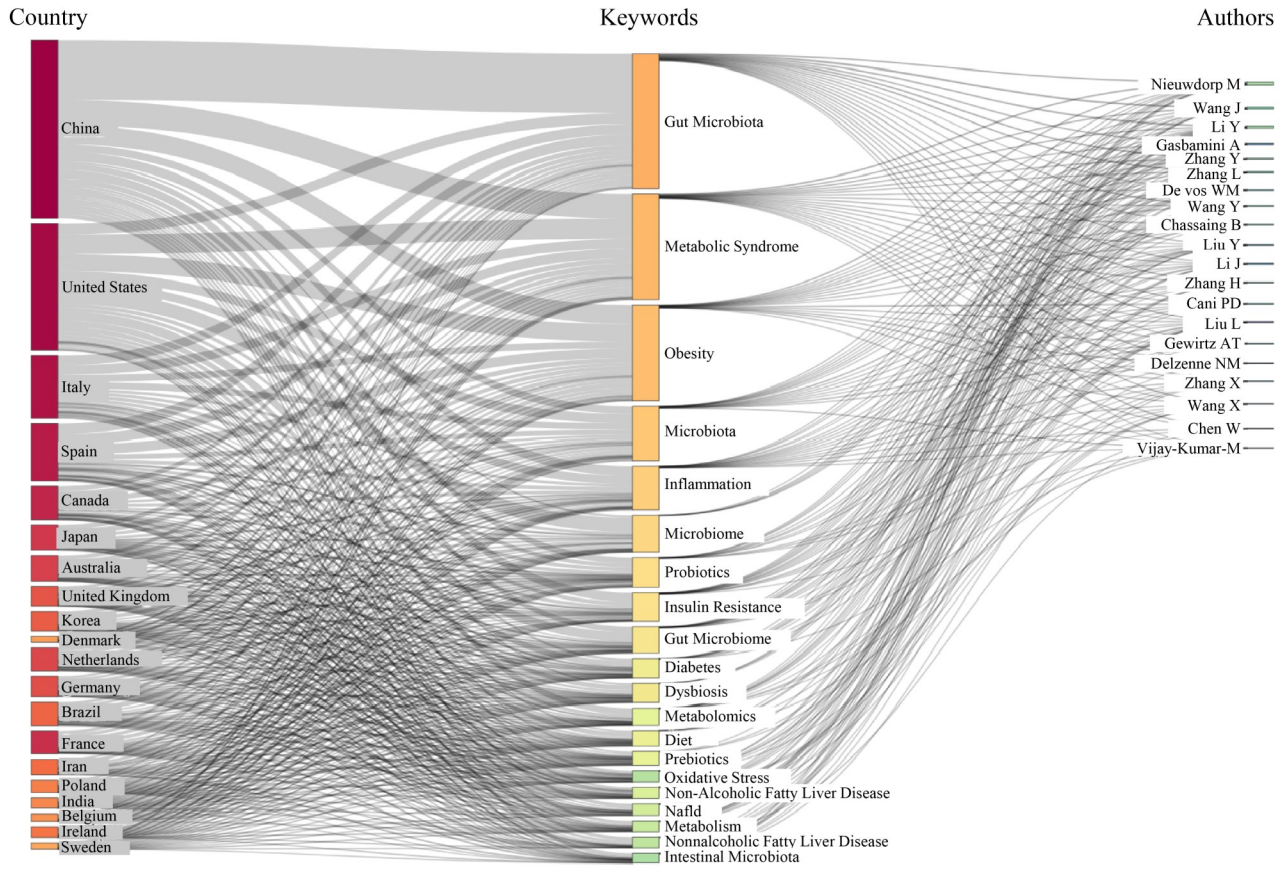 Country
Keywords
Authors
China
United States
Italy
Spain
Canada
Japan
Australia
United Kingdom
Korea
Denmark
Netherlands
Germany
Brazil
France
Iran
Poland
India
Belgium
Ireland
Sweden
Gut Microbiota
Metabolic Syndrome
Obesity
Microbiota
Inflammation
Microbiome
Probiotics
Insulin Resistance
Gut Microbiome
Diabetes
Dysbiosis
Metabolomics
Diet
Prebiotics
Oxidative Stress
Non-Alcoholic Fatty Liver Disease
Nafld
Metabolism
Nonnalcoholic Fatty Liver Disease
Intestinal Microbiota
Nieuwdorp M
Wang J
Li Y
Gasbamini A
Zhang Y
Zhang L
De vos WM
Wang Y
Chassaing B
Liu Y
Li J
Zhang H
Cani PD
Liu L
Gewirtz AT
Delzenne NM
Zhang X
Wang X
Chen W
Vijay-Kumar-M